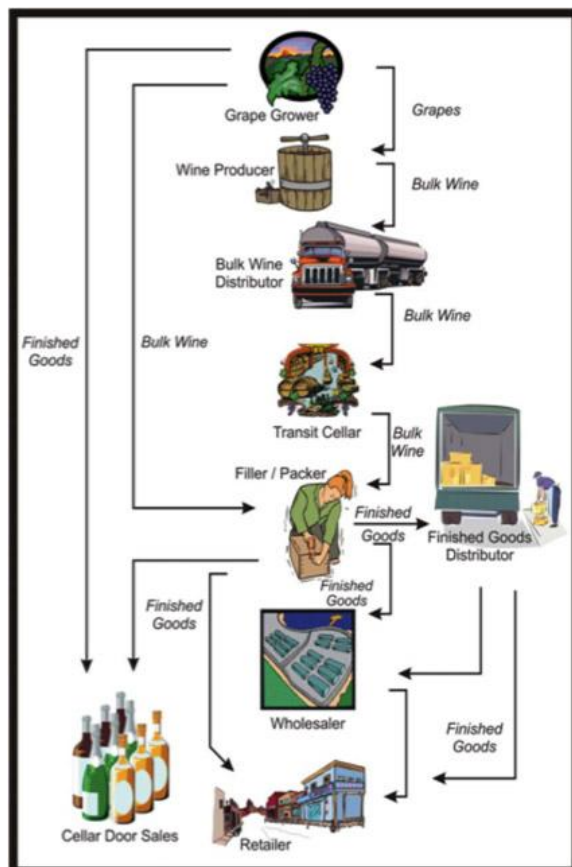 Grape Grower
Grapes
Wine Producer
Bulk Wine
Bulk Wine
Distributor
Bulk Wine
Finished
Goods
Bulk Wine
Transit Cellar
Bulk
Wine
Filler / Packer
Finished
Goods
Finished Goods
Distributor
Finished
Goods
Finished
Goods
Wholesaler
Finished
Goods
Cellar Door Sales
Retailer